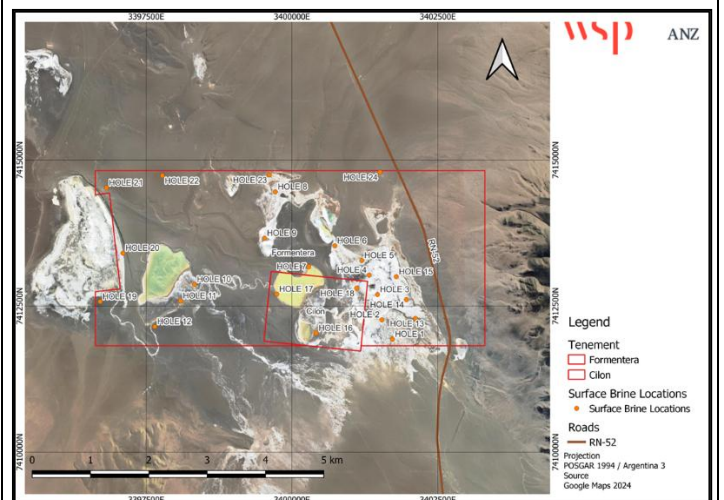 3397500E 3400000E 3402500E
wsp ANZ
7415000N 7415000N
HOLE 21 HOLE 22 HOLE 23 HOLE 24
HOLE 8
HOLE 9 HOLE 6
HOLE 20 Formentera HOLE 5 RN-52
HOLE 7 HOLE 4 HOLE 15
HOLE 10
HOLE 17 HOLE 18 HOLE 3
HOLE 19 HOLE 11 HOLE 14
7412500N 7412500N
Cilon HOLE 2 HOLE 13
HOLE 12 HOLE 16 HOLE 1
Legend
Tenement
Formentera
Cilon
Surface Brine Locations
Surface Brine Locations
Roads
RN-52
Projection
POSGAR 1994 / Argentina 3
Source
Google Maps 2024
7410000N 7410000N
0 1 2 3 4 5 km
3397500E 3400000E 3402500E